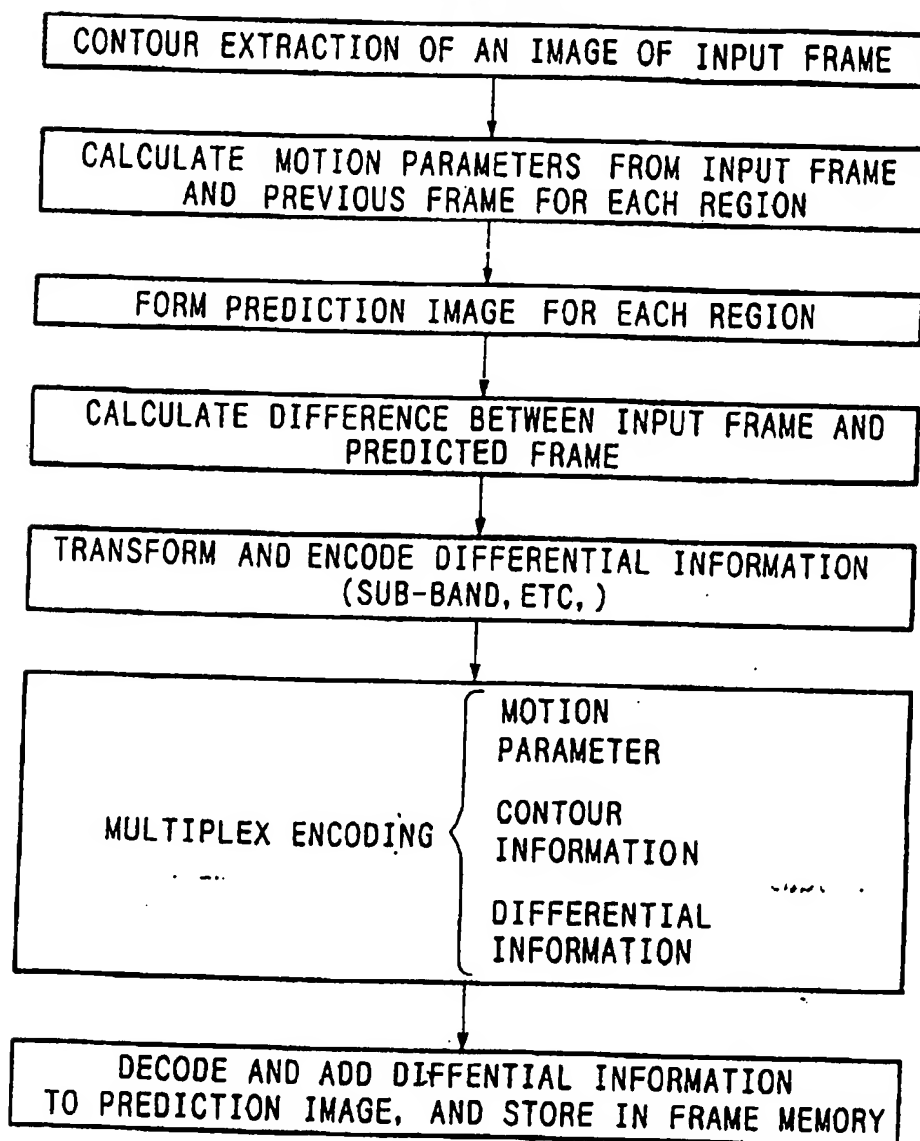 CONTOUR EXTRACTION OF AN IMAGE OF INPUT FRAME
CALCULATE MOTION PARAMETERS FROM INPUT FRAME
AND PREVIOUS FRAME FOR EACH REGION
FORM PREDICTION IMAGE FOR EACH REGION
CALCULATE DIFFERENCE BETWEEN INPUT FRAME AND
PREDICTED FRAME
TRANSFORM AND ENCODE DIFFERENTIAL INFORMATION
(SUB-BAND, ETC,)
MULTIPLEX ENCODING
MOTION
PARAMETER
CONTOUR
INFORMATION
DIFFERENTIAL
INFORMATION
DECODE AND ADD DIFFENTIAL INFORMATION
TO PREDICTION IMAGE, AND STORE IN FRAME MEMORY